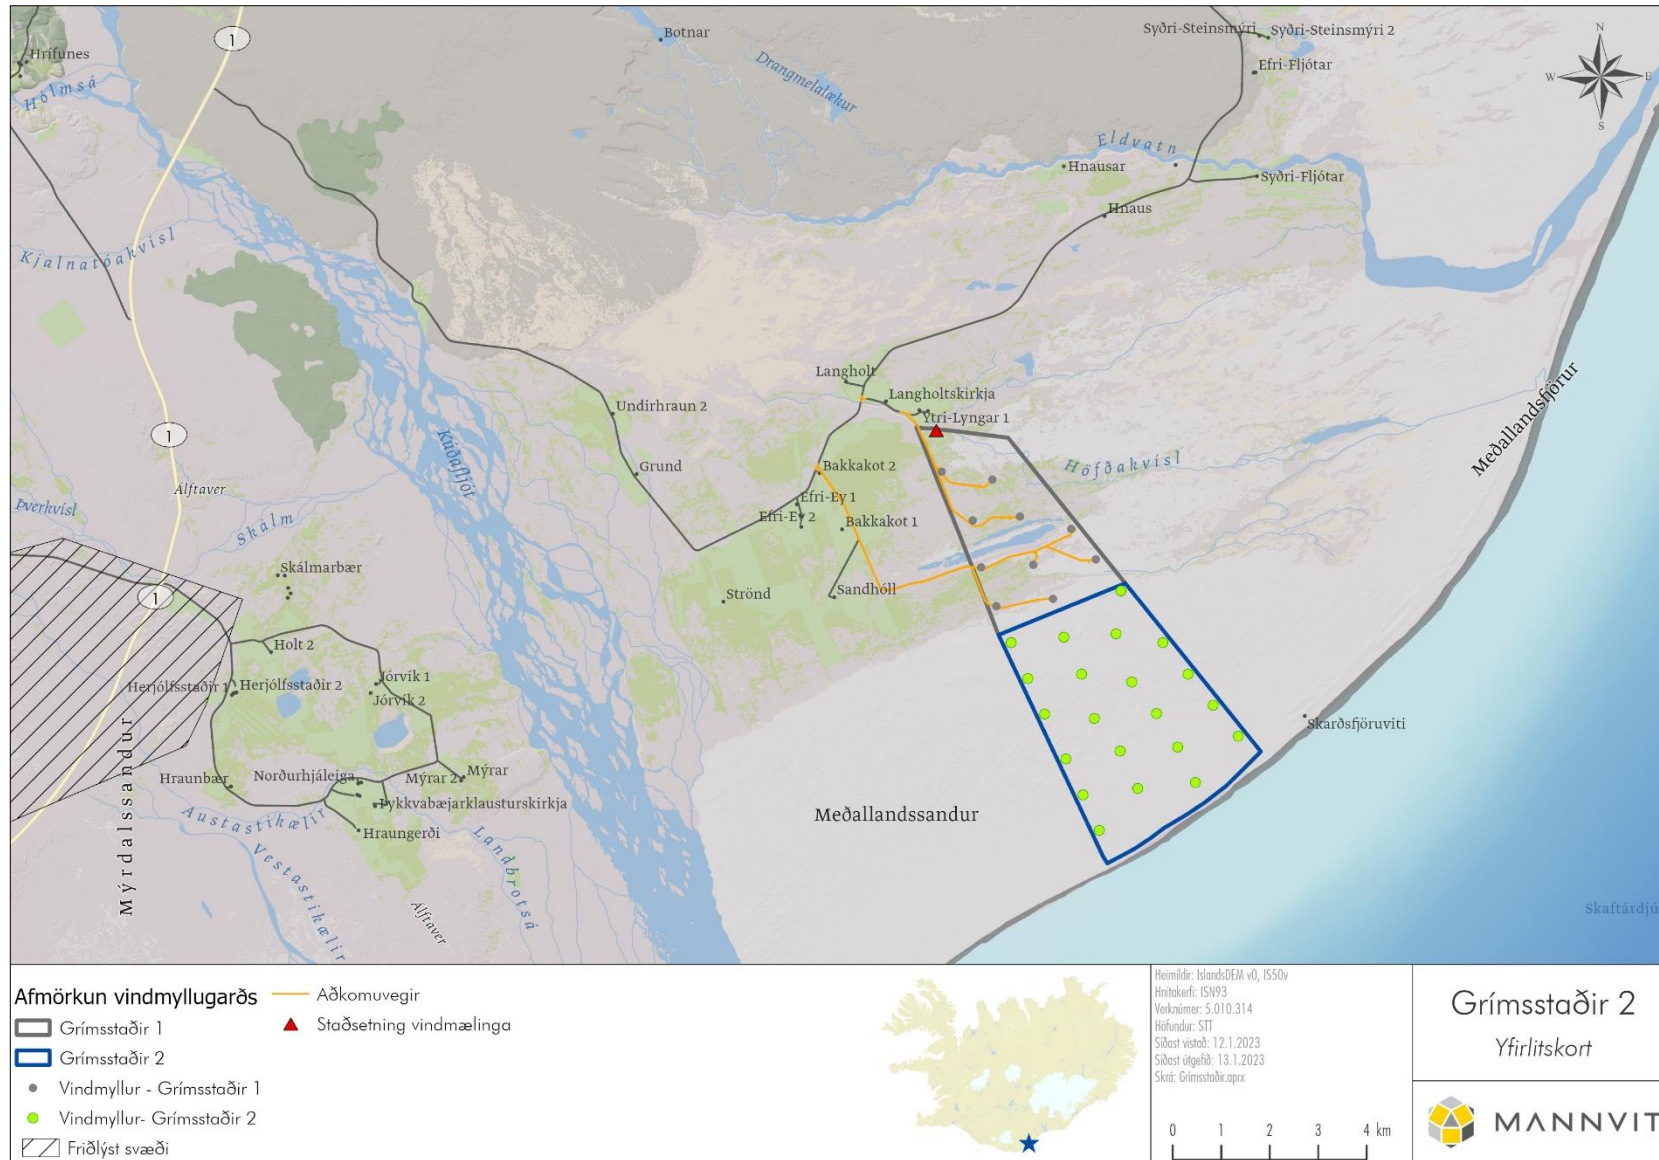 1
Botnar
Syðri-Steinsmýri
Syðri-Steinsmýri 2
N
W
E
S
Hrífunes
Hólmsá
Drangmelalækur
Efri-Fljótar
Eldvatn
Hnausar
Syðri-Fljótar
Hnaus
Kjalnatóakvísl
Langholt
Langholtskirkja
Ytri-Lyngar 1
Undirhraun 2
Meðallandsfjörur
1
Kúðafljót
Grund
Bakkakot 2
Höfðakvísl
Álftaver
Þverkvísl
Efri-Ey 1
Efri-Ey 2
Bakkakot 1
Skálm
Skálmarbær
1
Strönd
Sandhóll
Holt 2
Herjólfsstaðir 1
Herjólfsstaðir 2
Jórvík 1
Jórvík 2
Mýrdalssandur
Skarðsfjöruviti
Hraunbær
Norðurhjáleiga
Mýrar 2
Mýrar
Þykkvabæjarklausturskirkja
Austastikælir
Hraungerði
Meðallandssandur
Vestastikælir
Landbrotsá
Álftaver
Skaftárdjú
Afmörkun vindmyllugarðs
Grímsstaðir 1
Grímsstaðir 2
Vindmyllur - Grímsstaðir 1
Vindmyllur- Grímsstaðir 2
Friðlýst svæði
Aðkomuvegir
Staðsetning vindmælinga
Heimildir: IslandsDEM v0, IS50v
Hnitakerfi: ISN93
Verknúmer: 5.010.314
Höfundur: STT
Síðast vistað: 12.1.2023
Síðast útgefið: 13.1.2023
Skrá: Grímsstaðir.aprx
0 1 2 3 4 km
Grímsstaðir 2
Yfirlitskort
MANNVIT